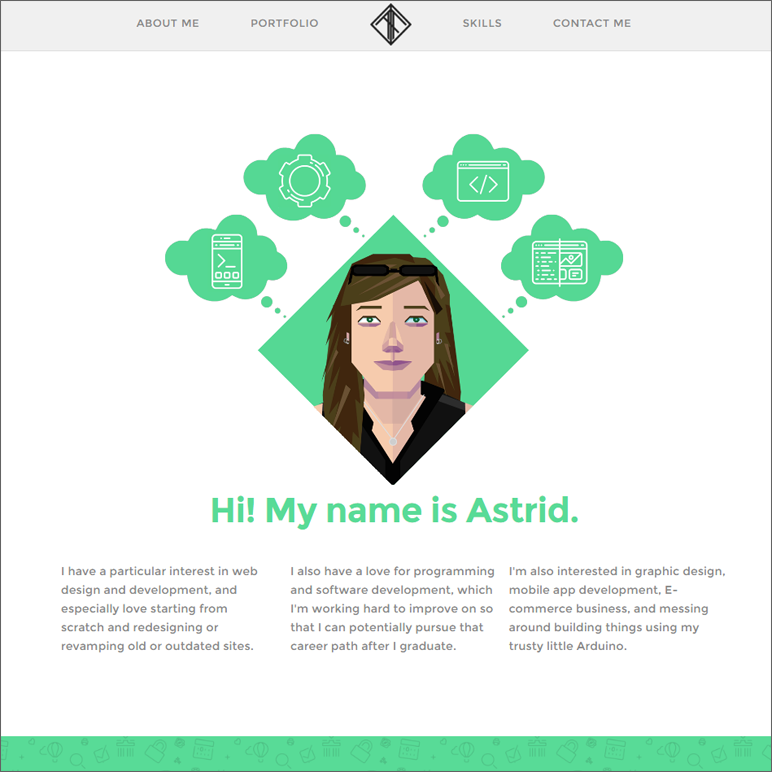 ABOUT ME PORTFOLIO SKILLS CONTACT ME
Hi! My name is Astrid.
I have a particular interest in web
design and development, and
especially love starting from
scratch and redesigning or
revamping old or outdated sites.
I also have a love for programming
and software development, which
I'm working hard to improve on so
that I can potentially pursue that
career path after I graduate.
I'm also interested in graphic design,
mobile app development, E-
commerce business, and messing
around building things using my
trusty little Arduino.